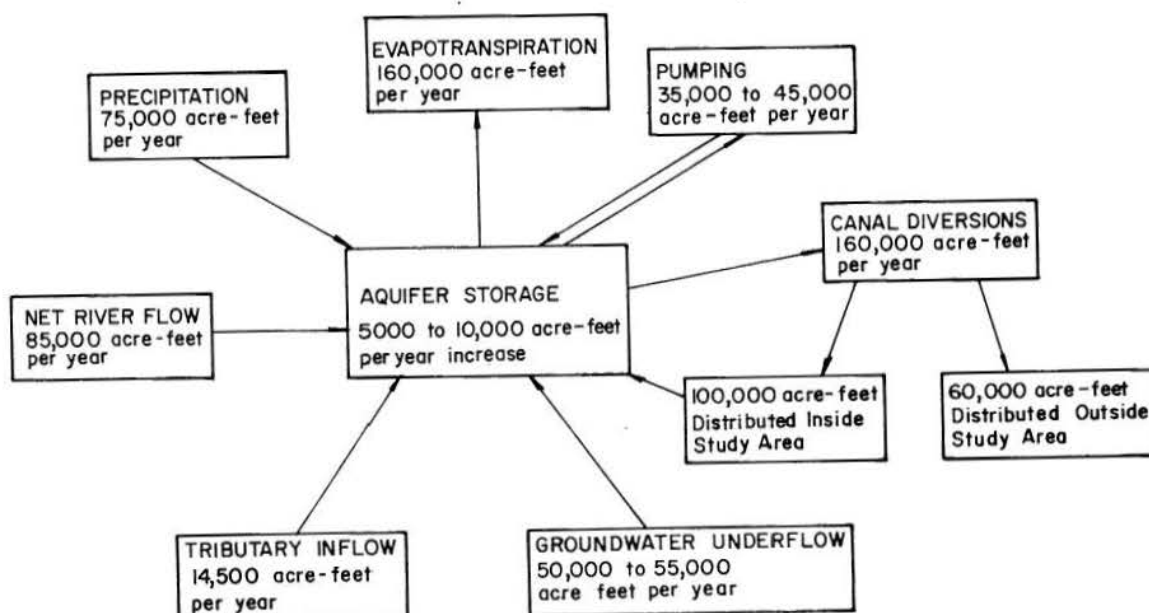 EVAPOTRANSPIRATION
160,000 acre-feet
per year
PUMPING
35,000 to 45,000
acre-feet per year
PRECIPITATION
75,000 acre-feet
per year
CANAL DIVERSIONS
160,000 acre-feet
per year
AQUIFER STORAGE
5000 to 10,000 acre-feet
per year increase
NET RIVER FLOW
85,000 acre-feet
per year
100,000 acre-feet
Distributed Inside
Study Area
60,000 acre-feet
Distributed Outside
Study Area
TRIBUTARY INFLOW
14,500 acre-feet
per year
GROUNDWATER UNDERFLOW
50,000 to 55,000
acre feet per year